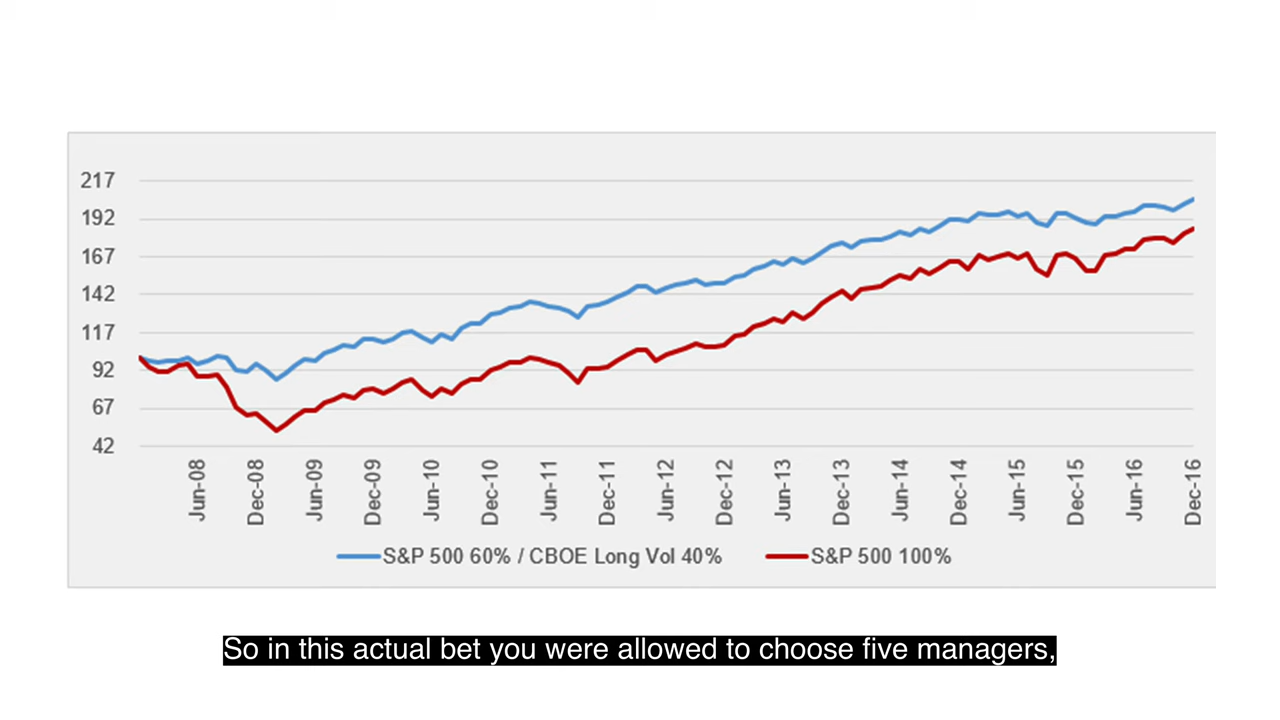 217
192
167
142
117
92
67
42
Jun-08
Dec-08
Jun-09
Dec-09
Jun-10
Dec-10
Jun-11
Dec-11
Jun-12
Dec-12
Jun-13
Dec-13
Jun-14
Dec-14
Jun-15
Dec-15
Jun-16
Dec-16
S&P 500 60% / CBOE Long Vol 40%
S&P 500 100%
So in this actual bet you were allowed to choose five managers,